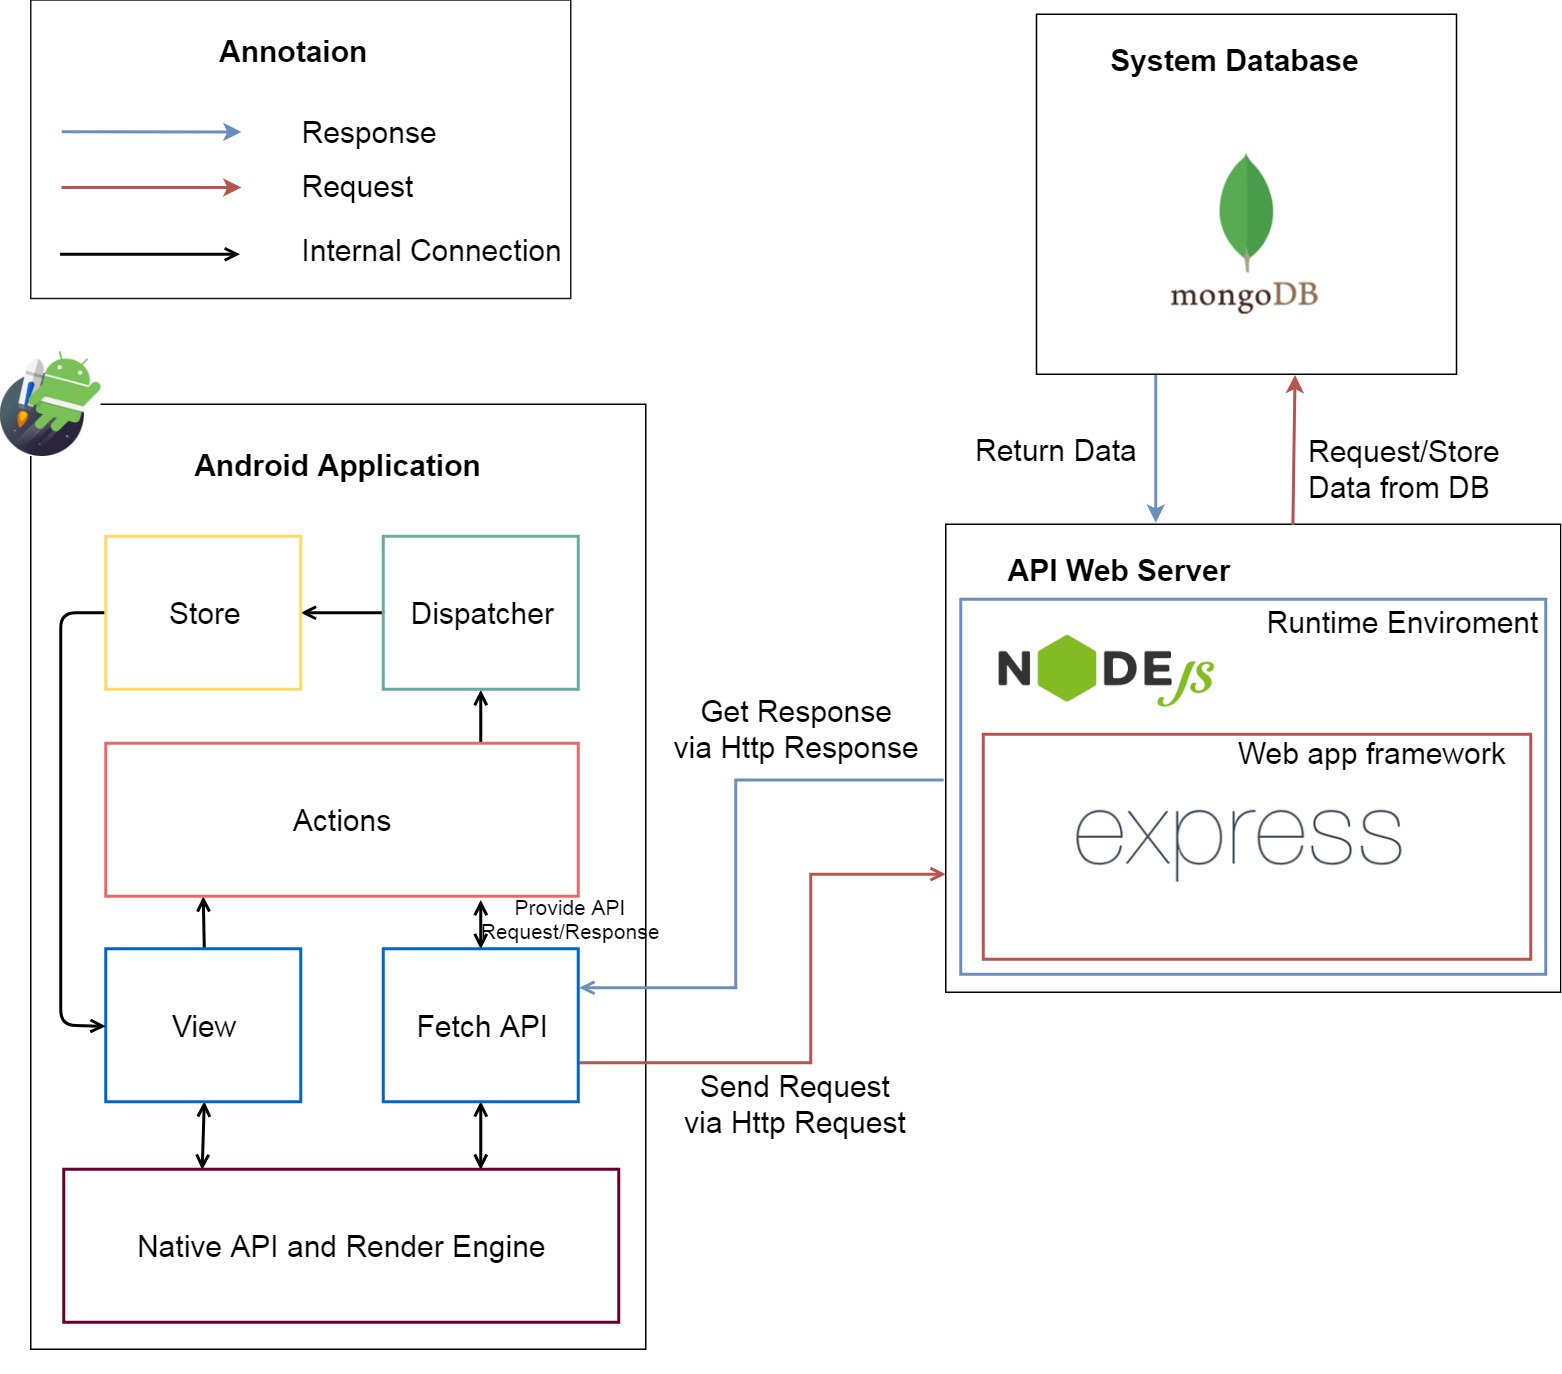 Annotaion
Response
Request
Internal Connection
System Database
mongoDB
Return Data
Request/Store
Data from DB
Android Application
Store
Dispatcher
Actions
Provide API
Request/Response
View
Fetch API
Native API and Render Engine
Get Response
via Http Response
Send Request
via Http Request
API Web Server
Runtime Enviroment
NODEJS
Web app framework
express